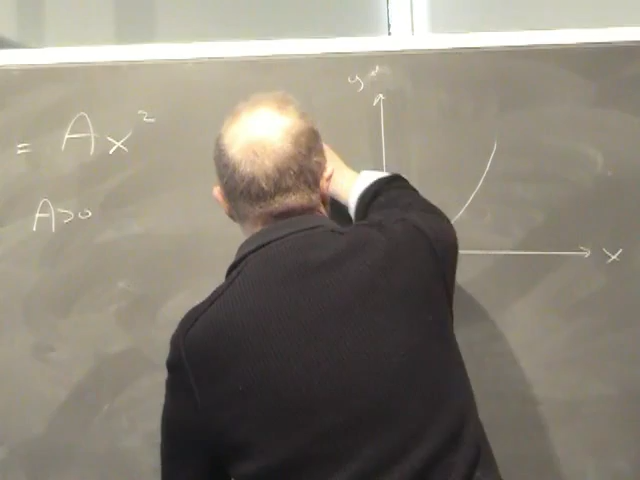 = Ax²
A>0
y
x